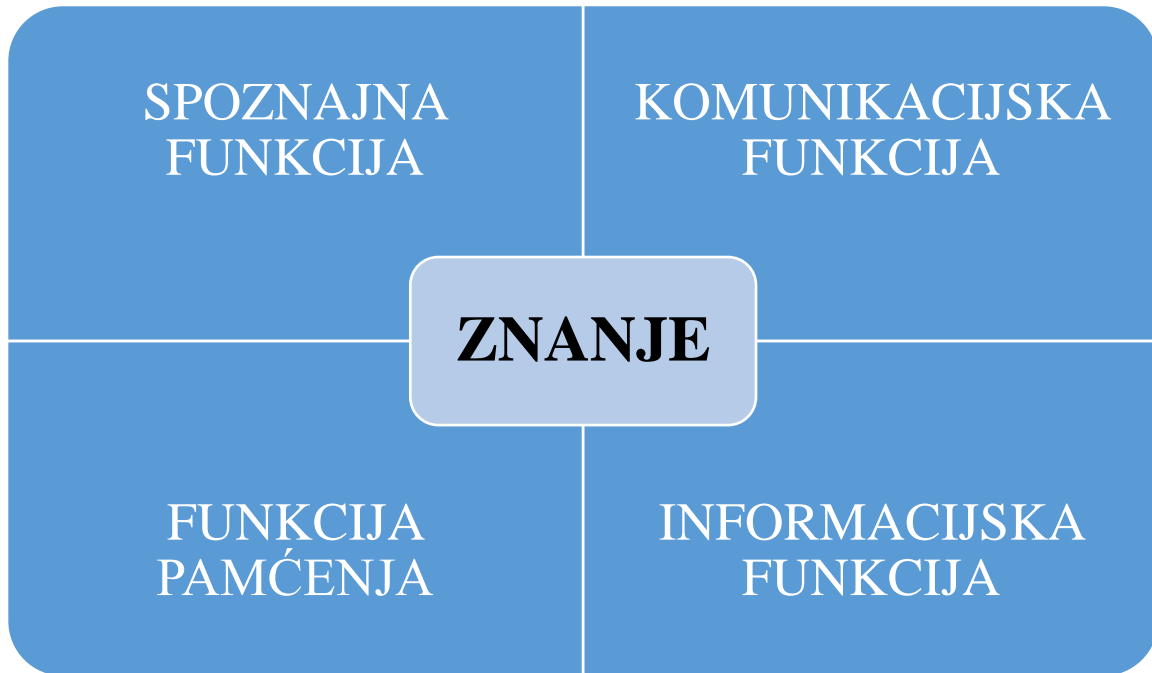 SPOZNAJNA
FUNKCIJA
KOMUNIKACIJSKA
FUNKCIJA
ZNANJE
FUNKCIJA
PAMĆENJA
INFORMACIJSKA
FUNKCIJA